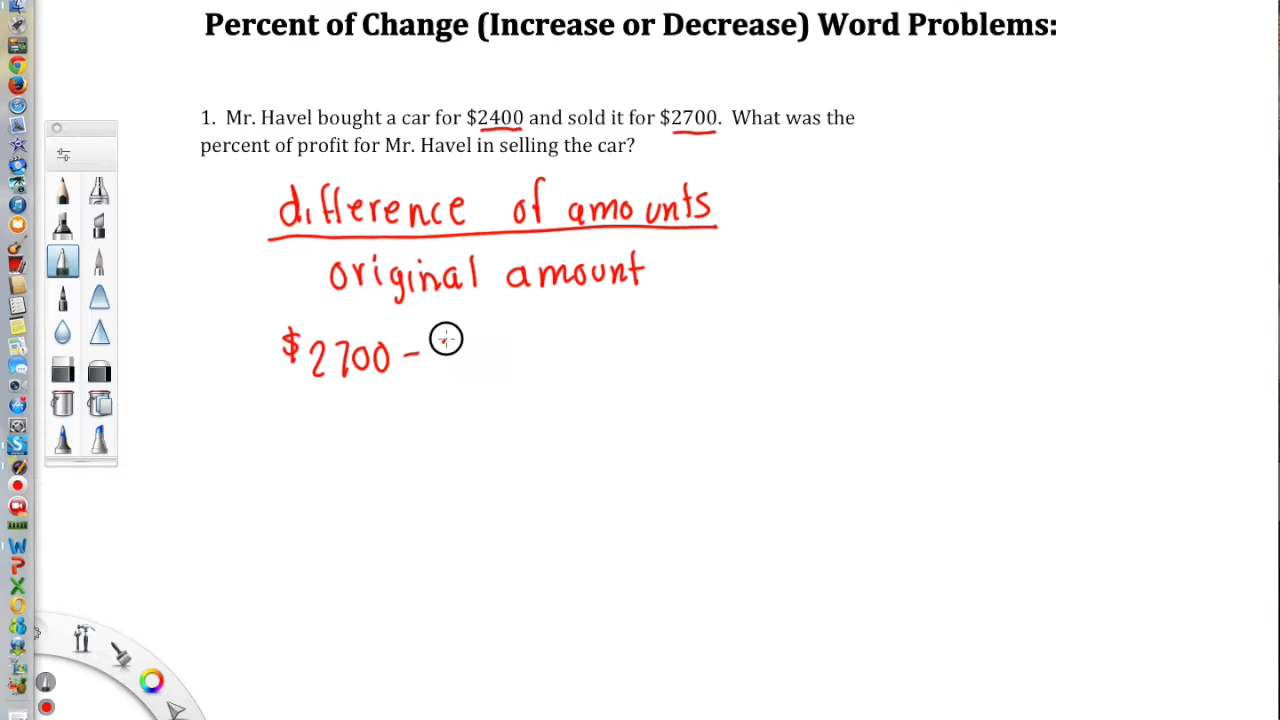 Percent of Change (Increase or Decrease) Word Problems:
1. Mr. Havel bought a car for $2400 and sold it for $2700. What was the
percent of profit for Mr. Havel in selling the car?
difference of amounts
original amount
$2700 -